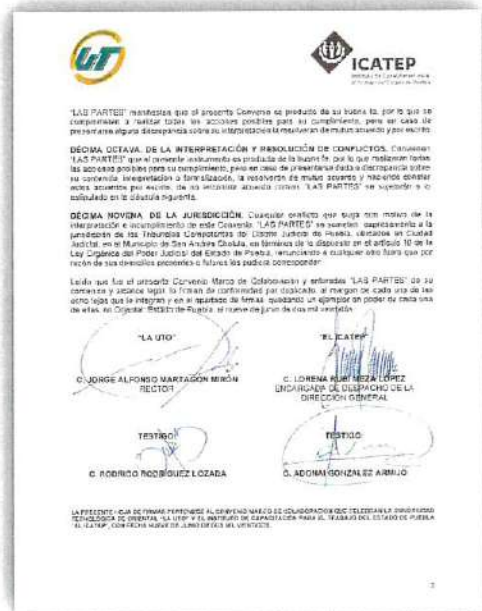 UT
ICATEP
"LAS PARTES" manifiestan que el presente Convenio es producto de su buena fe, por lo que se
comprometen a realizar todas las acciones posibles para su cumplimiento, pero en caso de
presentarse alguna discrepancia sobre su interpretación la resolverán de mutuo acuerdo y por escrito.
DÉCIMA OCTAVA. DE LA INTERPRETACIÓN Y RESOLUCIÓN DE CONFLICTOS. Convienen
"LAS PARTES" que el presente instrumento es producto de la buena fe, por lo que realizarán todas
las acciones posibles para su cumplimiento, pero en caso de presentarse duda o discrepancia sobre
su contenido, interpretación o formalización, la resolverán de mutuo acuerdo y haciendo constar
estos acuerdos por escrito, de no encontrar acuerdo común "LAS PARTES" se sujetarán a lo
estipulado en la cláusula siguiente.
DÉCIMA NOVENA. DE LA JURISDICCIÓN. Cualquier conflicto que surja con motivo de la
interpretación e incumplimiento de este Convenio "LAS PARTES" se someten expresamente a la
jurisdicción de los Tribunales Competentes del Distrito Judicial de Puebla, ubicados en Ciudad
Judicial, en el Municipio de San Andrés Cholula, en términos de lo dispuesto en el artículo 10 de la
Ley Orgánica del Poder Judicial del Estado de Puebla, renunciando a cualquier otro fuero que por
razón de sus domicilios presentes o futuros les pudiera corresponder.
Leído que fue el presente Convenio Marco de Colaboración y enteradas "LAS PARTES" de su
contenido y alcance legal, lo firman de conformidad por duplicado, al margen de cada una de las
ocho fojas que lo integran y en el apartado de firmas, quedando un ejemplar en poder de cada una
de ellas, en Oriental, Estado de Puebla, al nueve de junio de dos mil veintidós.
"LA UTO"
"EL ICATEP"
C. JORGE ALFONSO MARTAGÓN MIRÓN
RECTOR
C. LORENA RUBI MEZA LÓPEZ
ENCARGADA DE DESPACHO DE LA
DIRECCIÓN GENERAL
TESTIGO
TESTIGO
C. RODRIGO RODRÍGUEZ LOZADA
C. ADONAI GONZÁLEZ ARMIJO
LA PRESENTE HOJA DE FIRMAS PERTENECE AL CONVENIO MARCO DE COLABORACIÓN QUE CELEBRAN LA UNIVERSIDAD
TECNOLÓGICA DE ORIENTAL "LA UTO" Y EL INSTITUTO DE CAPACITACIÓN PARA EL TRABAJO DEL ESTADO DE PUEBLA
"EL ICATEP", CON FECHA NUEVE DE JUNIO DE DOS MIL VEINTIDÓS.